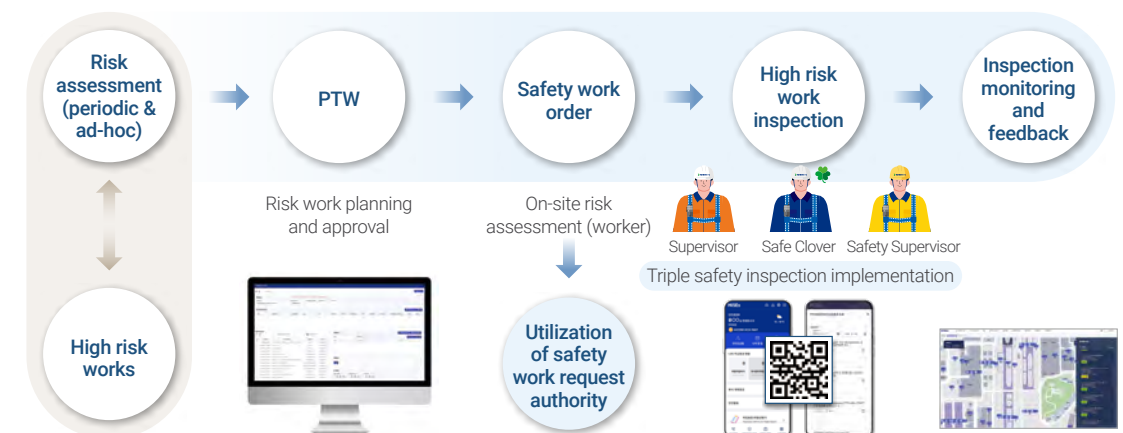 Risk
assessment
(periodic &
ad-hoc)
PTW
Safety work
order
High risk
work
inspection
Inspection
monitoring
and
feedback
Risk work planning
and approval
On-site risk
assessment (worker)
Supervisor
Safe Clover
Safety Supervisor
Triple safety inspection implementation
High risk
works
Utilization
of safety
work request
authority